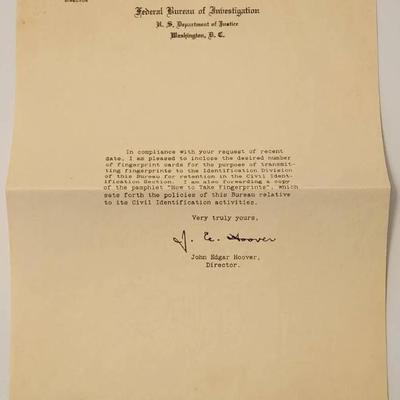 DIRECTOR
Federal Bureau of Investigation
U. S. Department of Justice
Washington, D. C.
In compliance with your request of recent
date, I am pleased to inclose the desired number
of fingerprint cards for the purpose of transmit-
ting fingerprints to the Identification Division
of this Bureau for retention in the Civil Ident-
ification Section. I am also forwarding a copy
of the pamphlet "How to Take Fingerprints", which
sets forth the policies of this Bureau relative
to its Civil Identification activities.
Very truly yours,
J. E. Hoover
John Edgar Hoover,
Director.